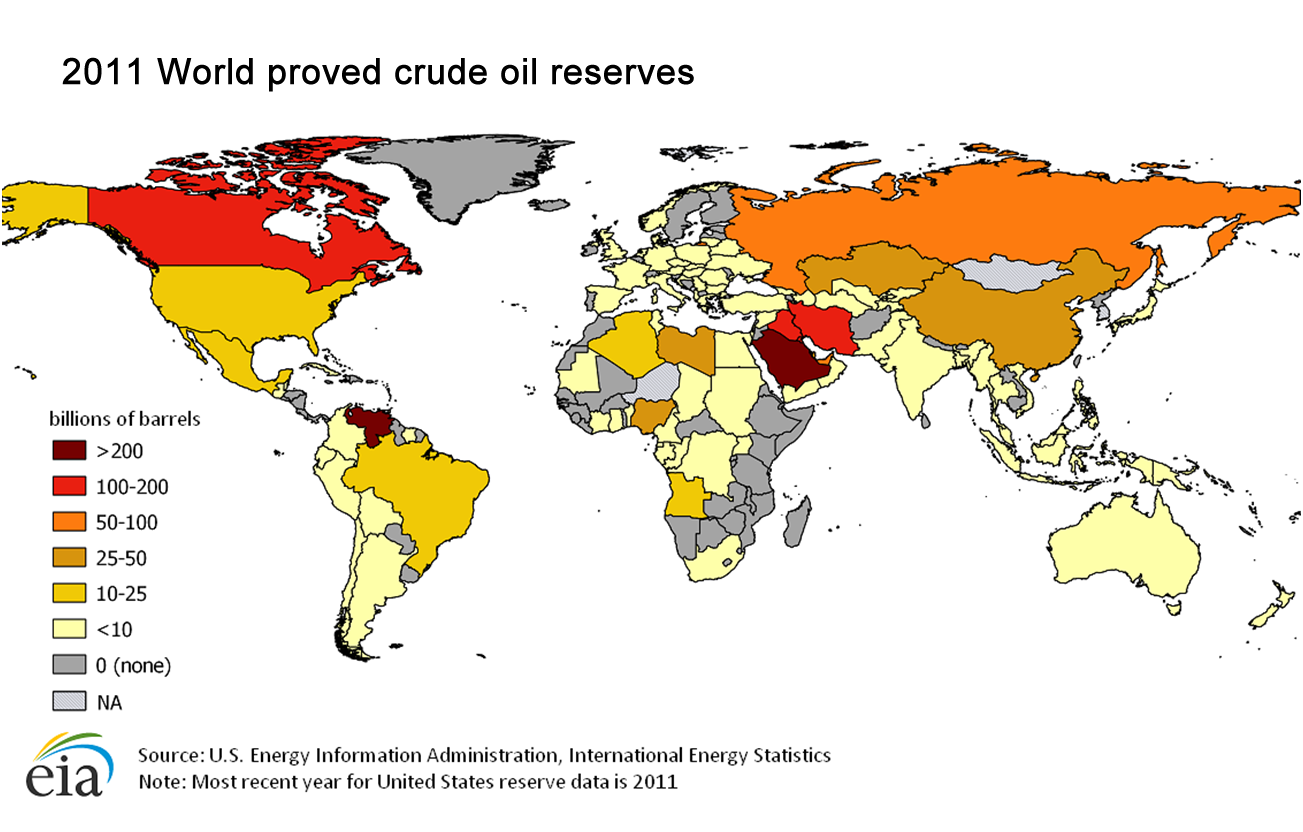 2011 World proved crude oil reserves
billions of barrels
>200
100-200
50-100
25-50
10-25
<10
0 (none)
NA
eia
Source: U.S. Energy Information Administration, International Energy Statistics
Note: Most recent year for United States reserve data is 2011